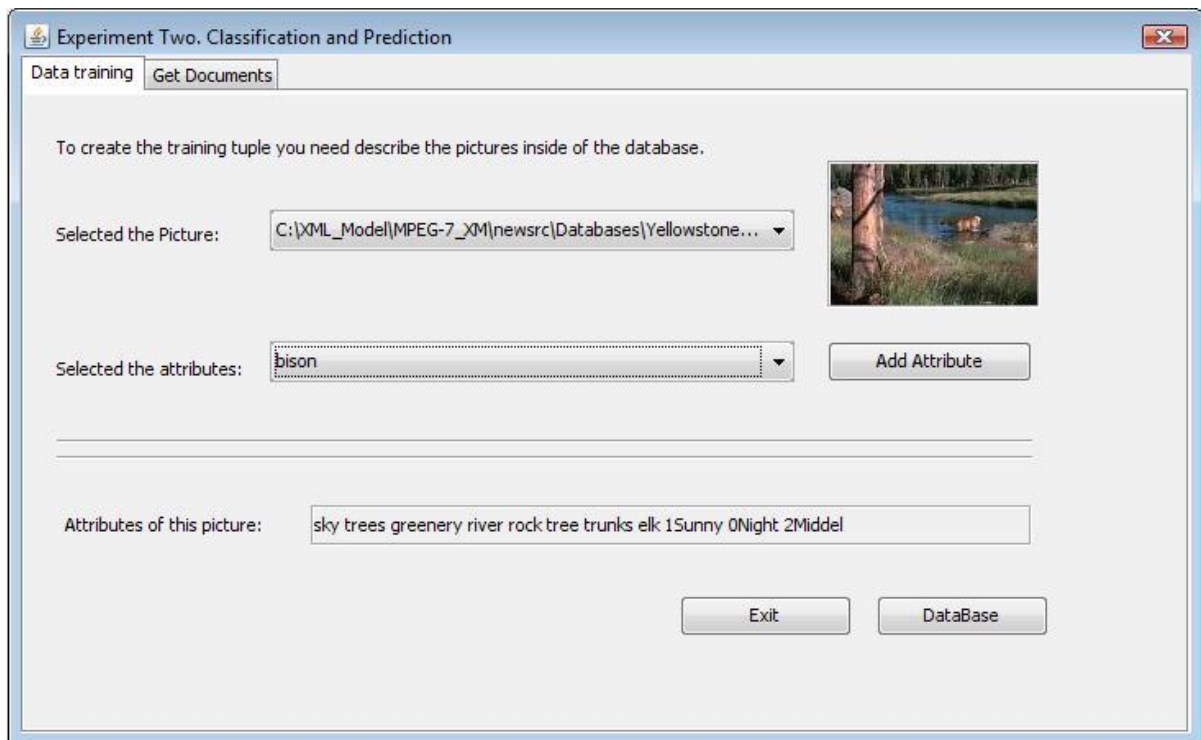 Experiment Two. Classification and Prediction
Data training
Get Documents
To create the training tuple you need describe the pictures inside of the database.
Selected the Picture:
C:\XML_Model\MPEG-7_XM\newsrc\Databases\Yellowstone...
Selected the attributes:
bison
Add Attribute
Attributes of this picture:
sky trees greenery river rock tree trunks elk 1Sunny 0Night 2Middel
Exit
DataBase